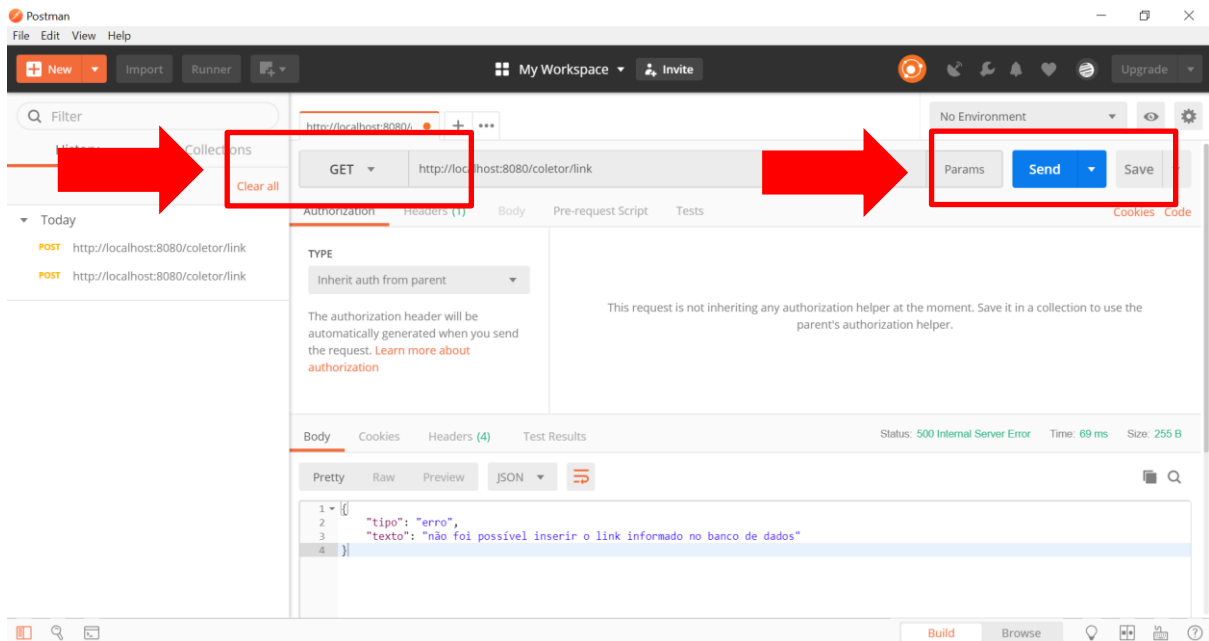 Postman
File Edit View Help
New Import Runner My Workspace Invite Upgrade
Filter
History Collections
Clear all
Today
POST http://localhost:8080/coletor/link
POST http://localhost:8080/coletor/link
http://localhost:8080/ + •••
No Environment
GET http://localhost:8080/coletor/link Params Send Save
Authorization Headers (1) Body Pre-request Script Tests Cookies Code
TYPE
Inherit auth from parent
The authorization header will be
automatically generated when you send
the request. Learn more about
authorization
This request is not inheriting any authorization helper at the moment. Save it in a collection to use the
parent's authorization helper.
Body Cookies Headers (4) Test Results Status: 500 Internal Server Error Time: 69 ms Size: 255 B
Pretty Raw Preview JSON
1 {
2 "tipo": "erro",
3 "texto": "não foi possível inserir o link informado no banco de dados"
4 }
Build Browse